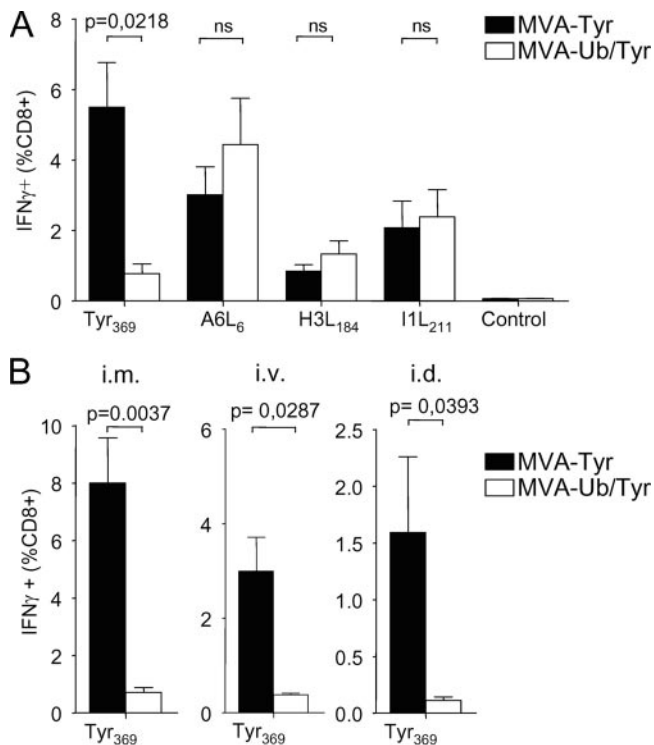 A
p=0,0218
ns
ns
ns
MVA-Tyr
MVA-Ub/Tyr
IFNγ+ (%CD8+)
8
6
4
2
0
Tyr369
A6L6
H3L184
I1L211
Control
B
i.m.
i.v.
i.d.
p=0.0037
p= 0,0287
p= 0,0393
MVA-Tyr
MVA-Ub/Tyr
IFNγ + (%CD8+)
10
8
6
4
2
0
Tyr369
6
4
2
0
Tyr369
2.5
2.0
1.5
1.0
0.5
0.0
Tyr369